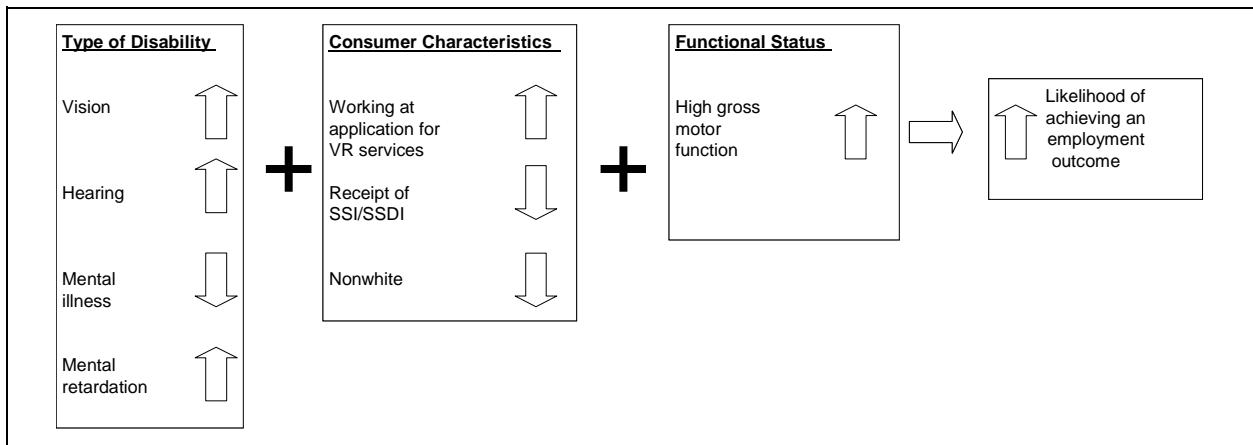 Type of Disability
Vision
Hearing
Mental
illness
Mental
retardation
Consumer Characteristics
Working at
application for
VR services
Receipt of
SSI/SSDI
Nonwhite
Functional Status
High gross
motor
function
Likelihood of
achieving an
employment
outcome